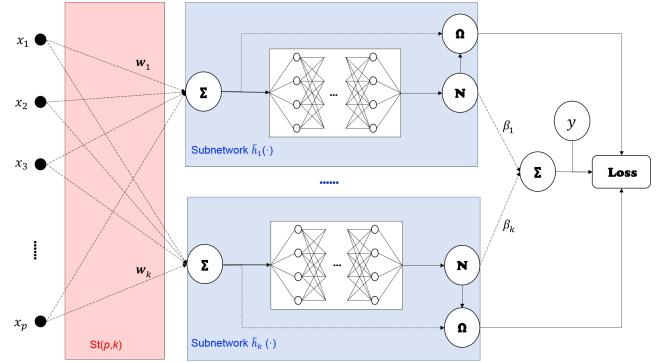 x₁
x₂
x₃
......
xₚ
w₁
wₖ
St(p,k)
Σ
...
Ω
N
Subnetwork h̃₁(·)
......
Σ
...
N
Ω
Subnetwork h̃ₖ(·)
β₁
βₖ
Σ
y
Loss